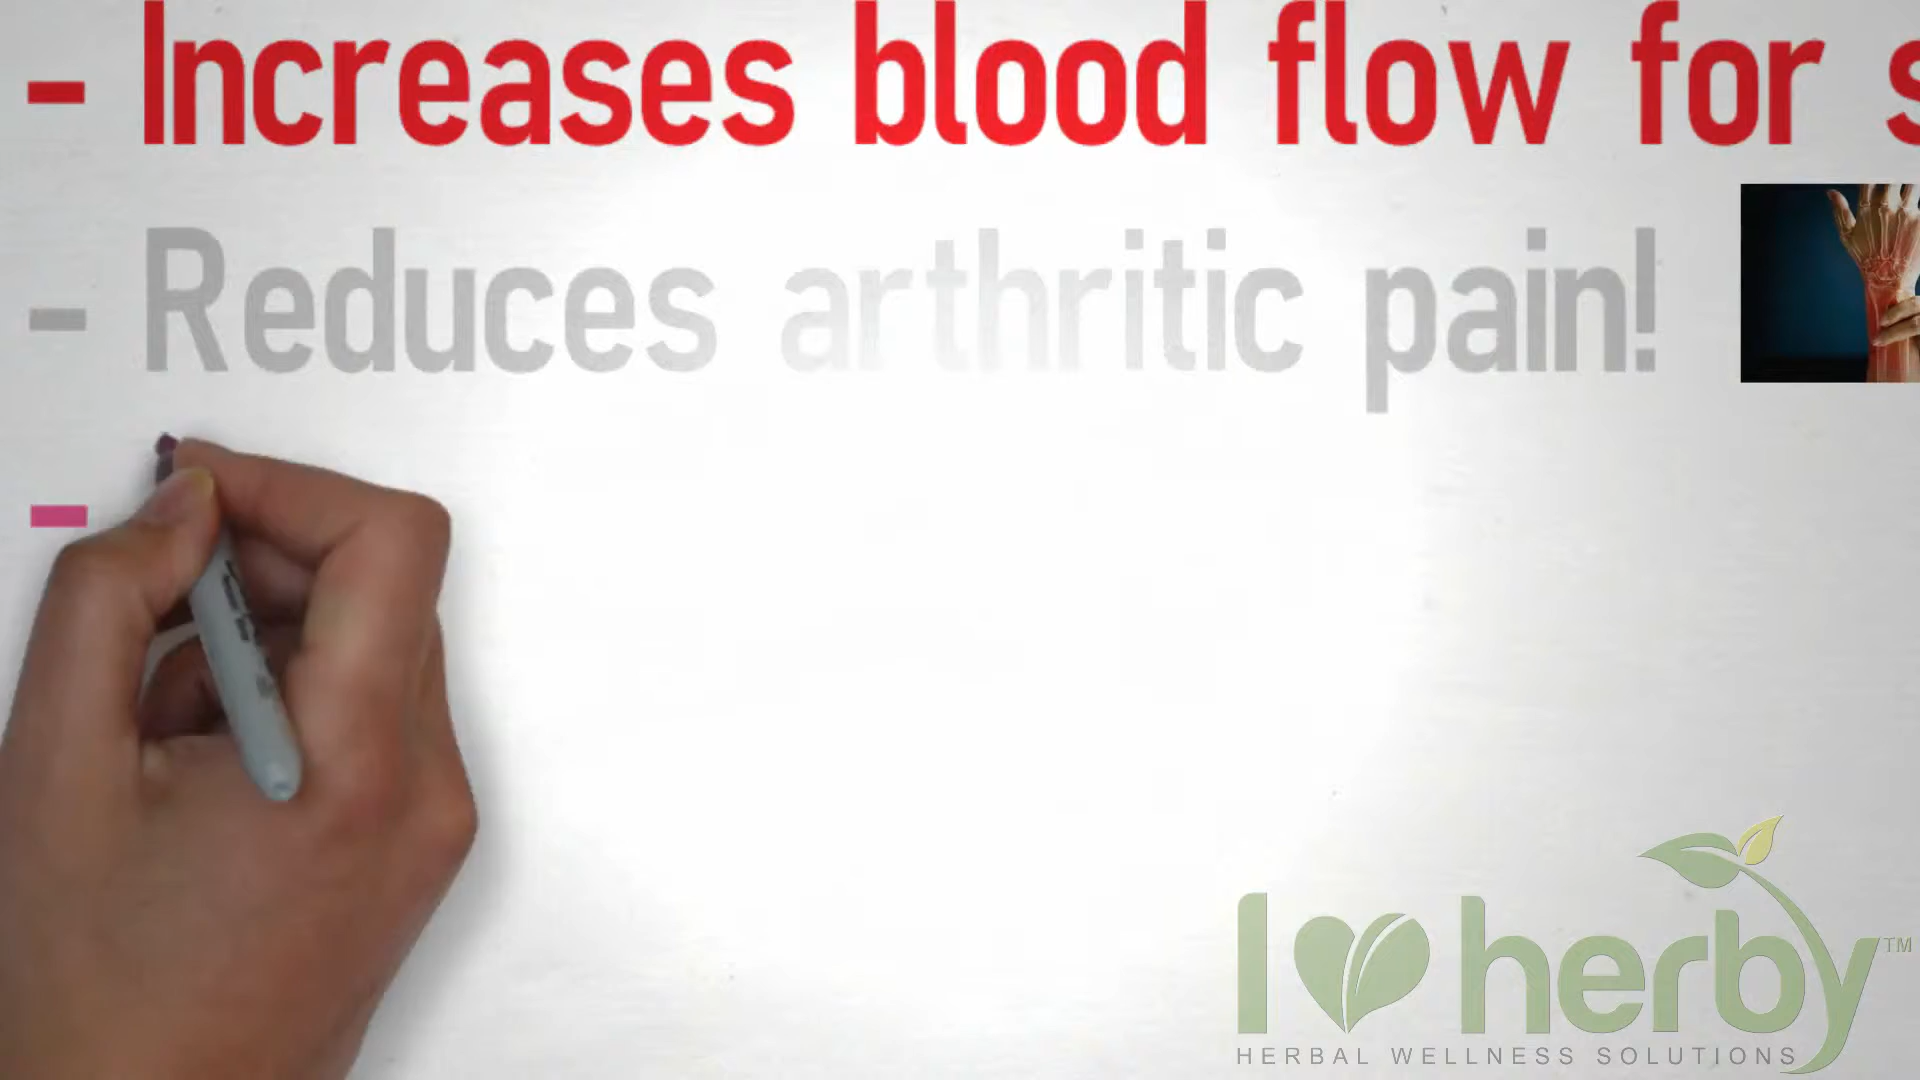 - Increases blood flow for s
- Reduces arthritic pain!
-
I herby™
HERBAL WELLNESS SOLUTIONS